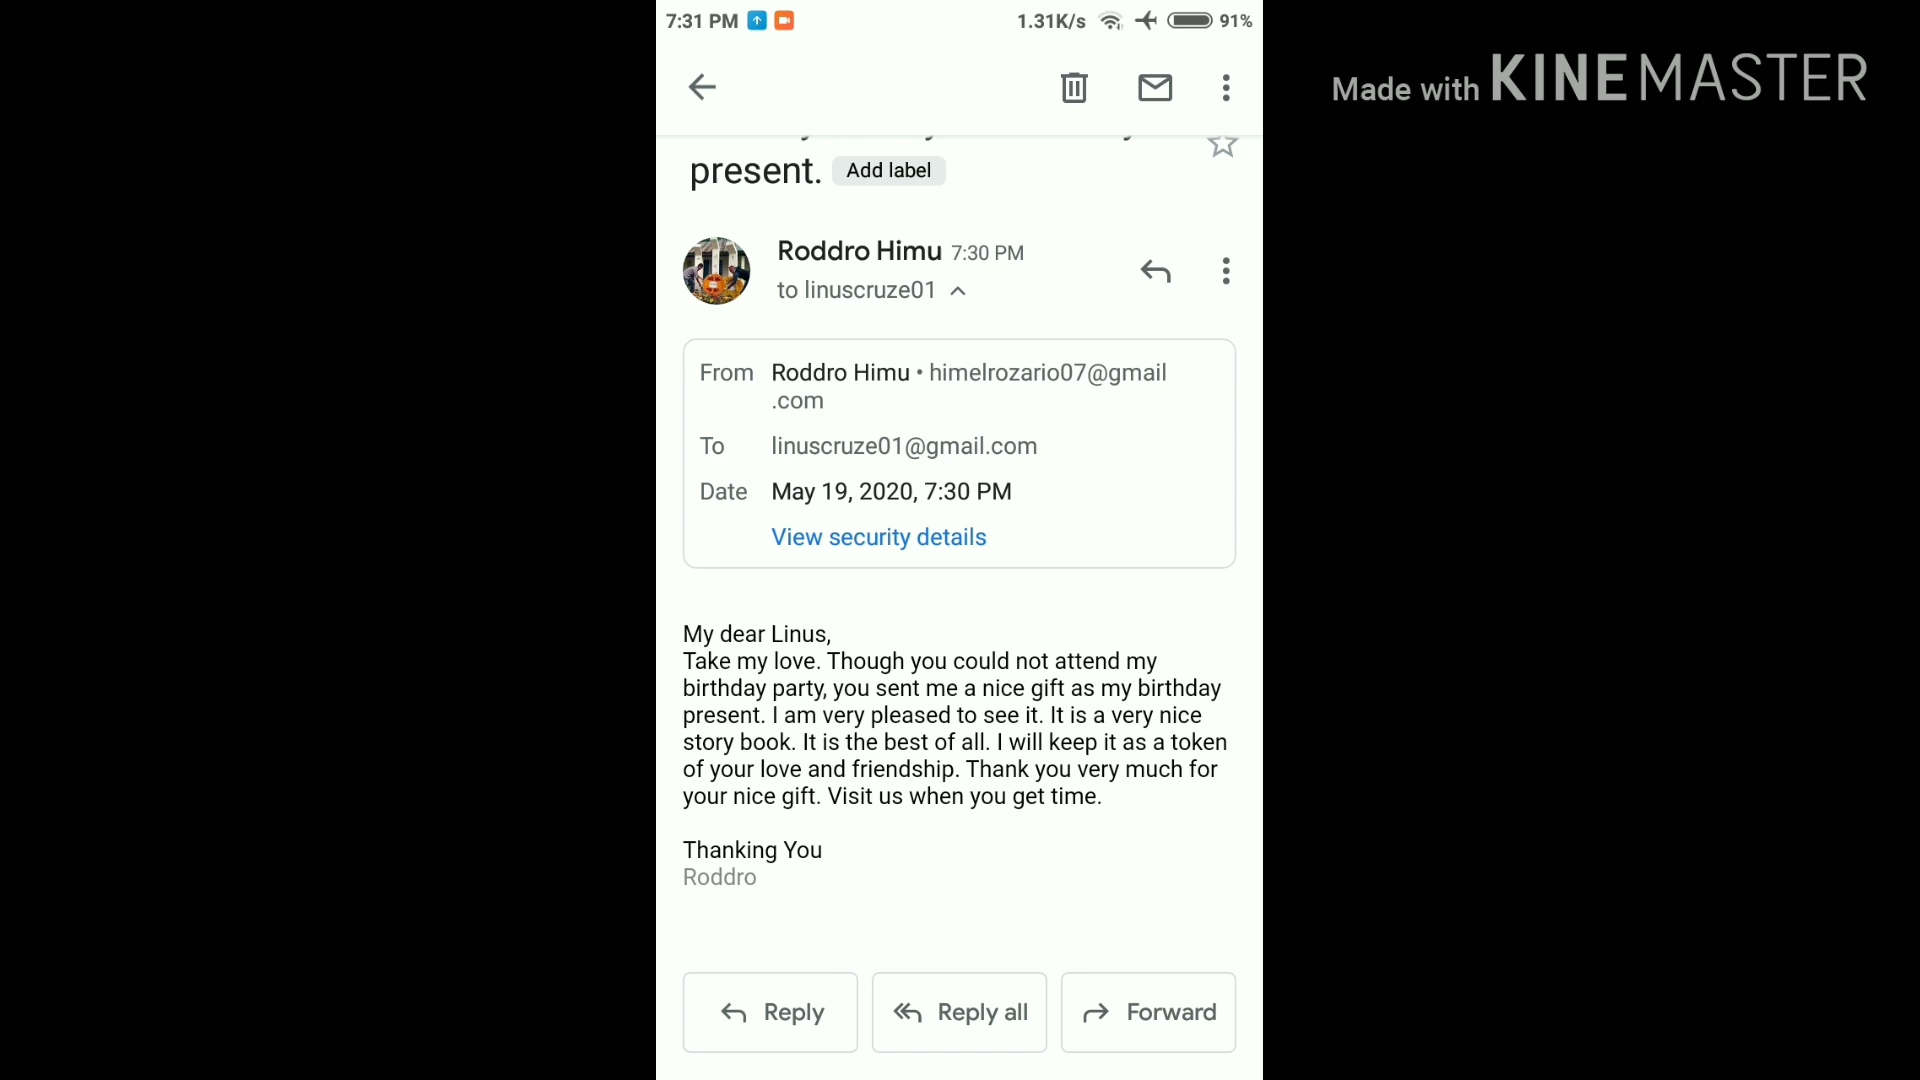 7:31 PM 1.31K/s 91%
Made with KINEMASTER
present. Add label
Roddro Himu 7:30 PM
to linuscruze01
From Roddro Himu • himelrozario07@gmail
.com
To linuscruze01@gmail.com
Date May 19, 2020, 7:30 PM
View security details
My dear Linus,
Take my love. Though you could not attend my
birthday party, you sent me a nice gift as my birthday
present. I am very pleased to see it. It is a very nice
story book. It is the best of all. I will keep it as a token
of your love and friendship. Thank you very much for
your nice gift. Visit us when you get time.
Thanking You
Roddro
Reply Reply all Forward